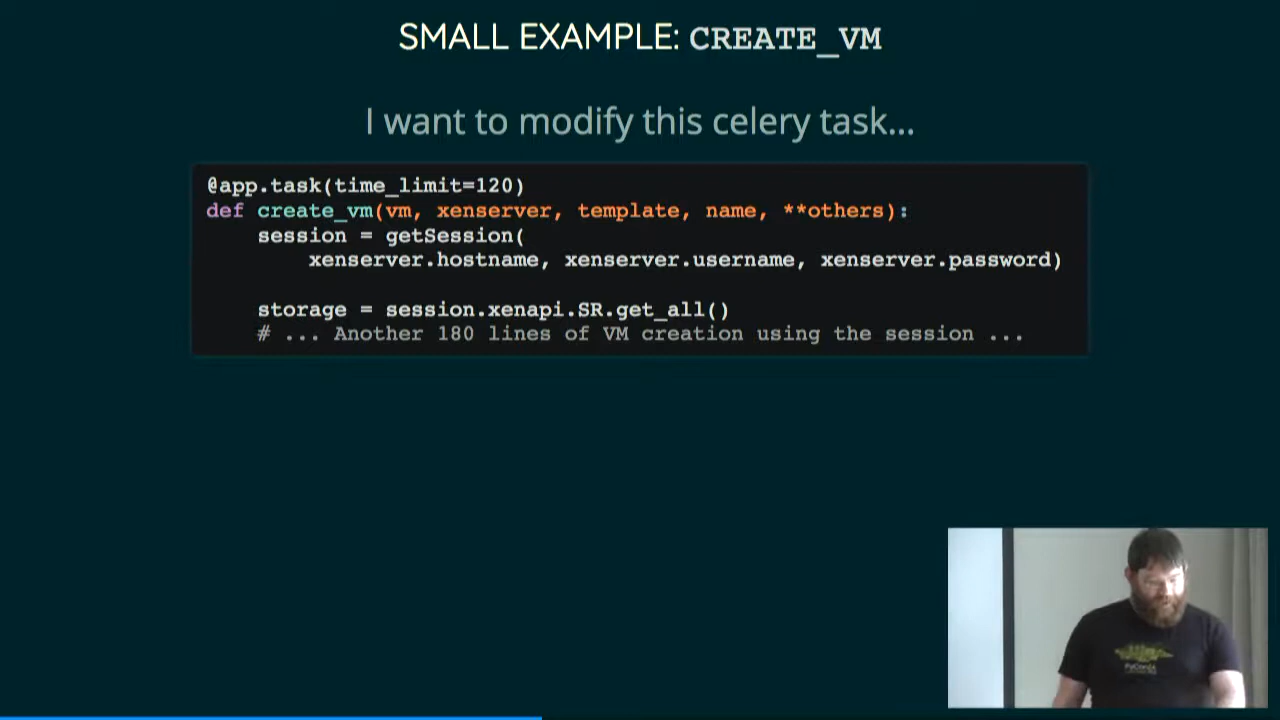 SMALL EXAMPLE: CREATE_VM
I want to modify this celery task...
@app.task(time_limit=120)
def create_vm(vm, xenserver, template, name, **others):
    session = getSession(
        xenserver.hostname, xenserver.username, xenserver.password)
    storage = session.xenapi.SR.get_all()
    # ... Another 180 lines of VM creation using the session ...
PyConZA